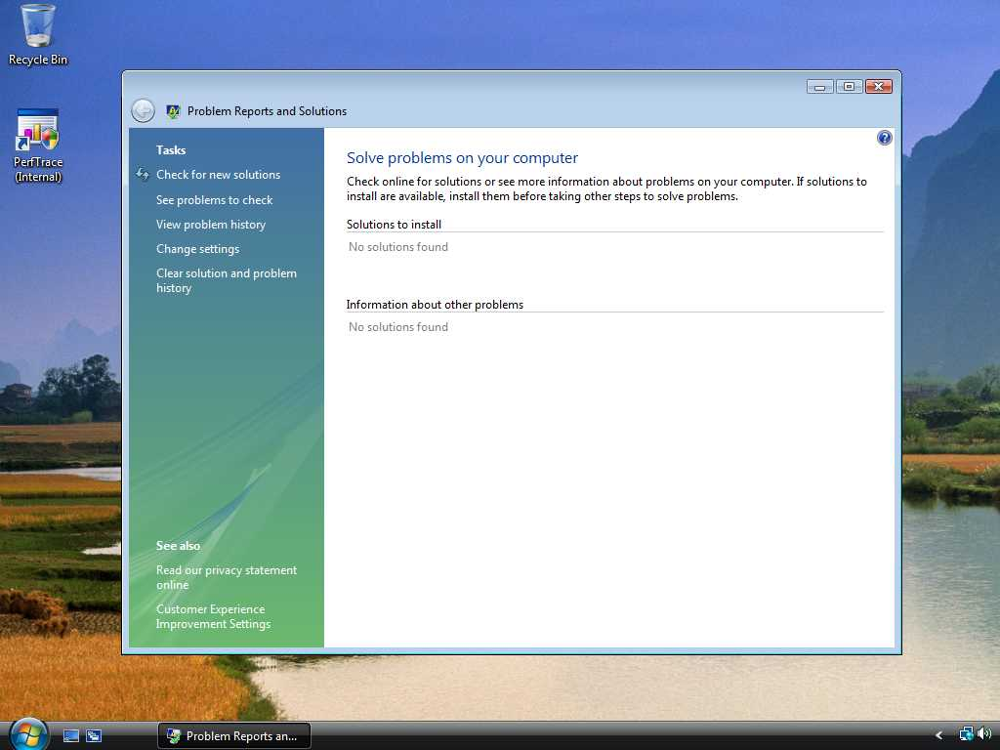 Recycle Bin
PerfTrace
(Internal)
Problem Reports and Solutions
Tasks
Check for new solutions
See problems to check
View problem history
Change settings
Clear solution and problem
history
See also
Read our privacy statement
online
Customer Experience
Improvement Settings
Solve problems on your computer
Check online for solutions or see more information about problems on your computer. If solutions to
install are available, install them before taking other steps to solve problems.
Solutions to install
No solutions found
Information about other problems
No solutions found
Problem Reports an...